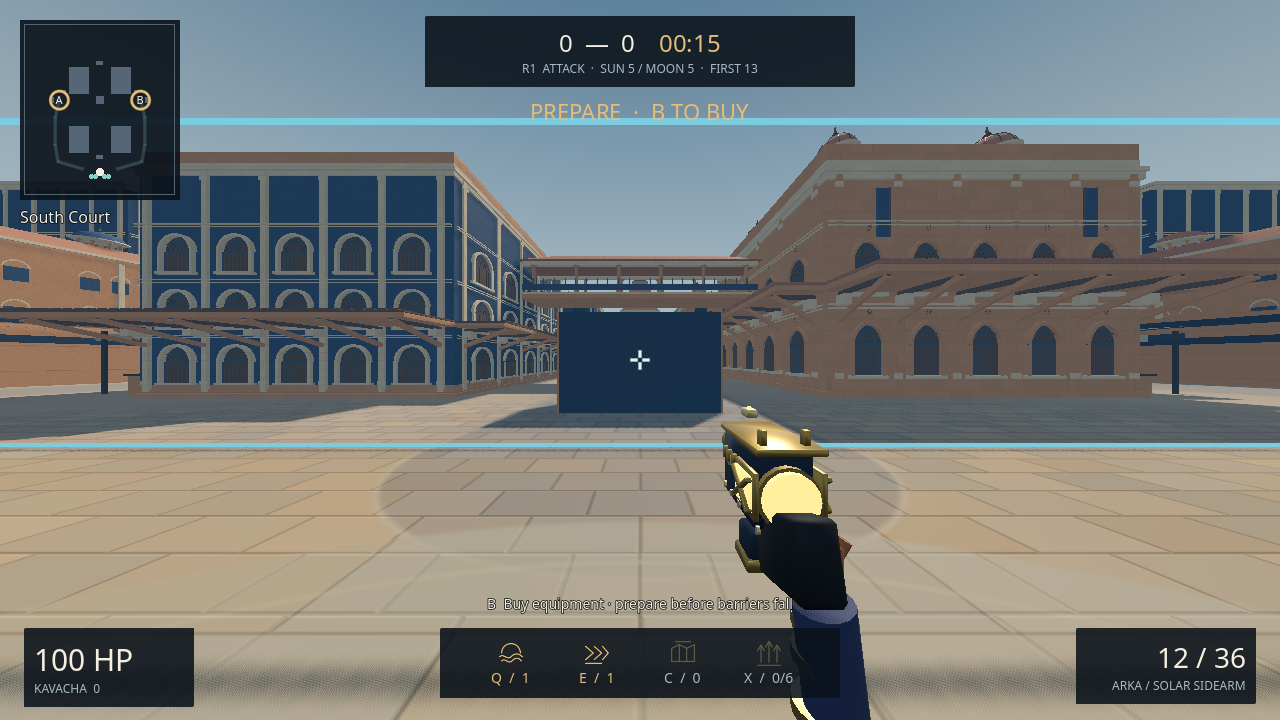 0 — 0 00:15
R1 ATTACK · SUN 5 / MOON 5 · FIRST 13
PREPARE · B TO BUY
A
B
South Court
B Buy equipment · prepare before barriers fall
100 HP
KAVACHA 0
Q / 1
E / 1
C / 0
X / 0/6
12 / 36
ARKA / SOLAR SIDEARM